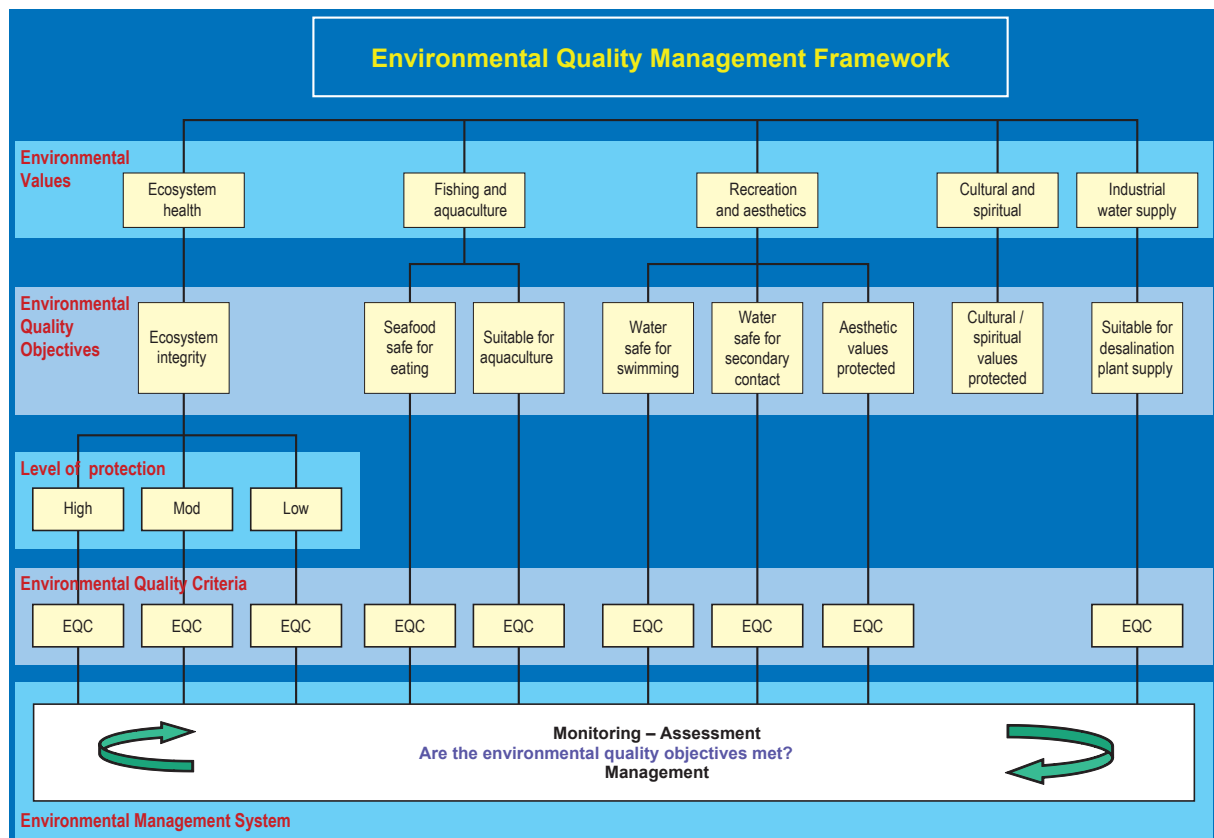 Environmental Quality Management Framework
Environmental
Values
Ecosystem
health
Fishing and
aquaculture
Recreation
and aesthetics
Cultural and
spiritual
Industrial
water supply
Environmental
Quality
Objectives
Ecosystem
integrity
Seafood
safe for
eating
Suitable for
aquaculture
Water
safe for
swimming
Water
safe for
secondary
contact
Aesthetic
values
protected
Cultural /
spiritual
values
protected
Suitable for
desalination
plant supply
Level of protection
High
Mod
Low
Environmental Quality Criteria
EQC
EQC
EQC
EQC
EQC
EQC
EQC
EQC
EQC
Monitoring – Assessment
Are the environmental quality objectives met?
Management
Environmental Management System